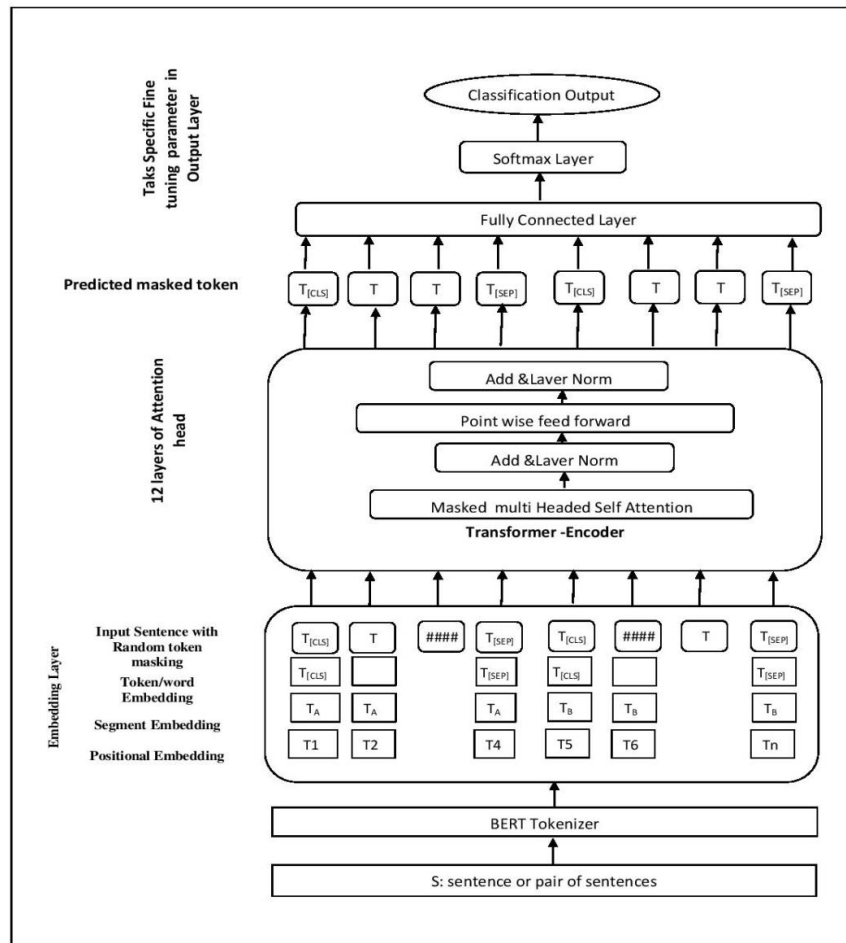 Classification Output
Taks Specific Fine
tuning parameter in
Output Layer
Softmax Layer
Fully Connected Layer
Predicted masked token
T[CLS] T T T[SEP] T[CLS] T T T[SEP]
12 layers of Attention
head
Add &Laver Norm
Point wise feed forward
Add &Laver Norm
Masked multi Headed Self Attention
Transformer -Encoder
Embedding Layer
Input Sentence with
Random token
masking
T[CLS] T #### T[SEP] T[CLS] #### T T[SEP]
Token/word
Embedding
T[CLS] T[SEP] T[CLS] T[SEP]
Segment Embedding
TA TA TA TB TB TB
Positional Embedding
T1 T2 T4 T5 T6 Tn
BERT Tokenizer
S: sentence or pair of sentences